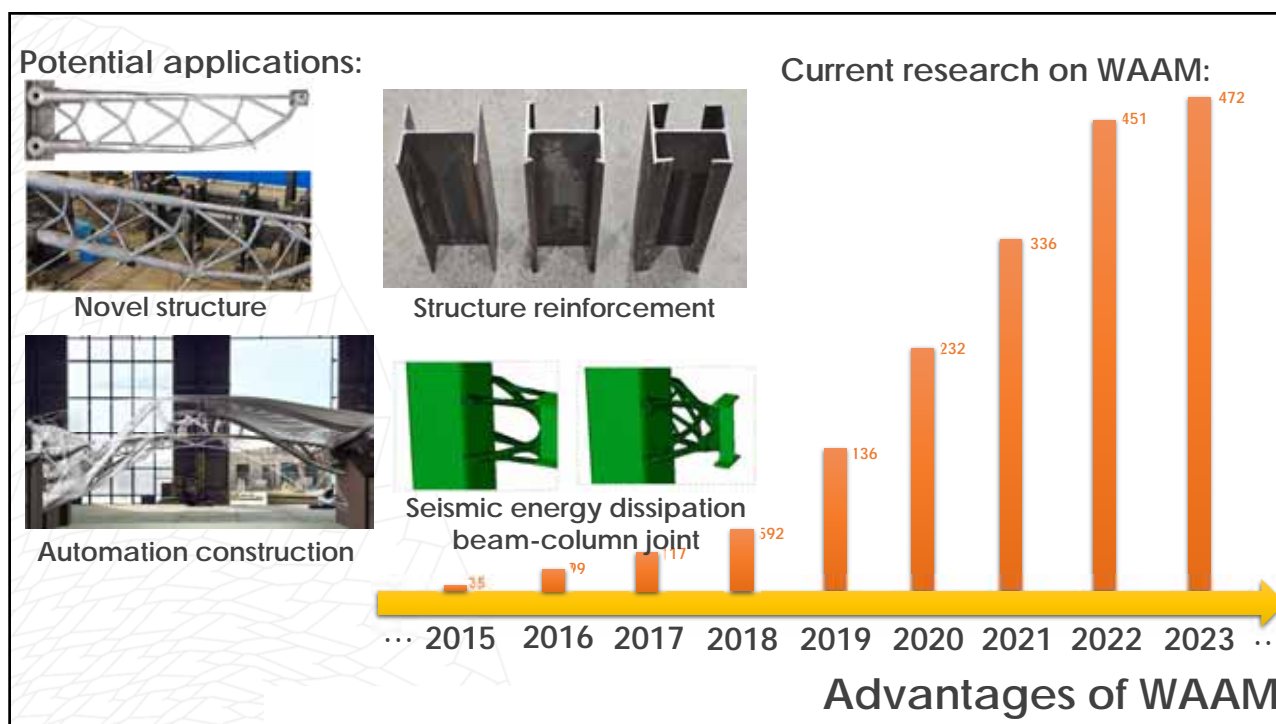 Potential applications:
Novel structure
Structure reinforcement
Automation construction
Seismic energy dissipation
beam-column joint
Current research on WAAM:
472
451
336
232
136
592
… 2015 2016 2017 2018 2019 2020 2021 2022 2023 ..
Advantages of WAAM